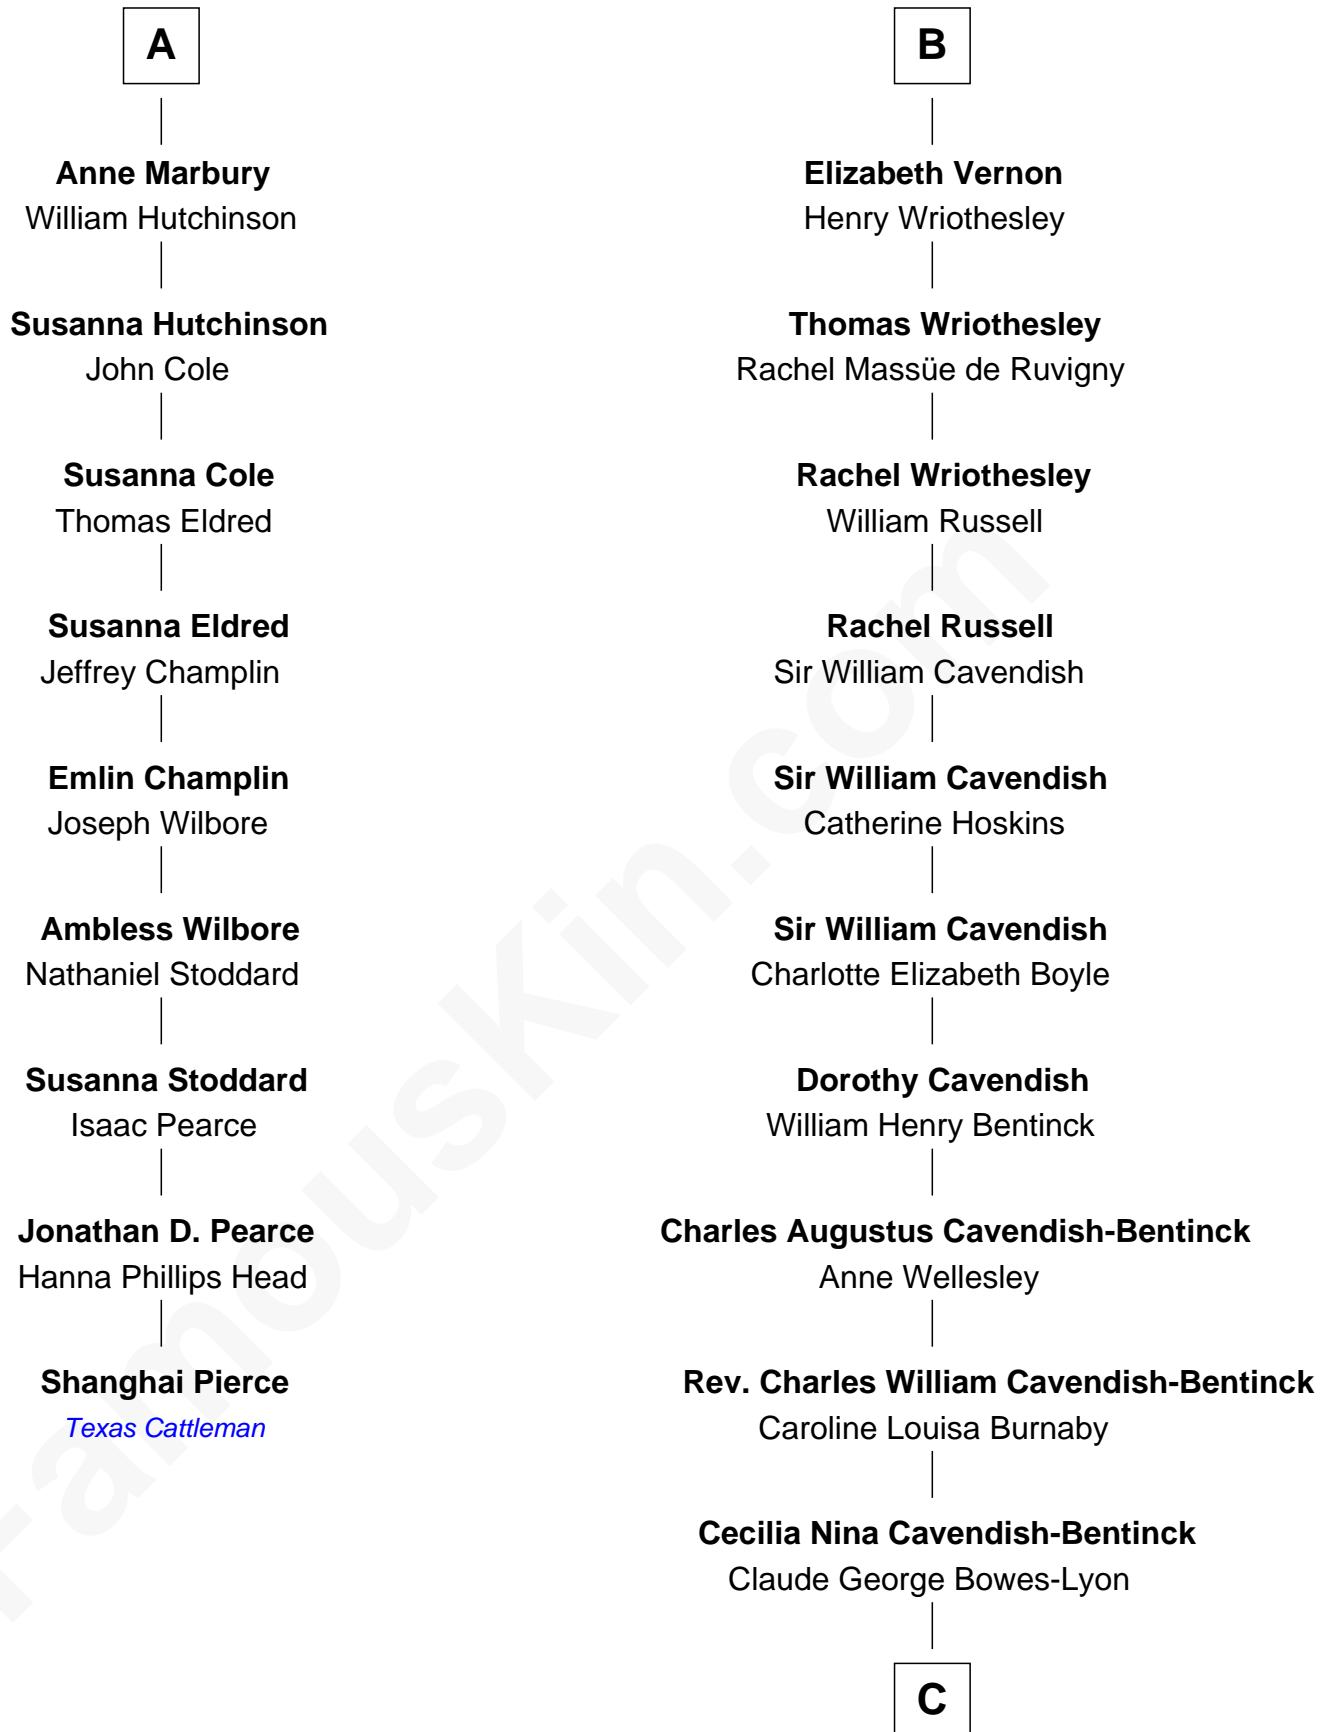 A
Anne Marbury
William Hutchinson
Susanna Hutchinson
John Cole
Susanna Cole
Thomas Eldred
Susanna Eldred
Jeffrey Champlin
Emlin Champlin
Joseph Wilbore
Ambless Wilbore
Nathaniel Stoddard
Susanna Stoddard
Isaac Pearce
Jonathan D. Pearce
Hanna Phillips Head
Shanghai Pierce
Texas Cattleman
B
Elizabeth Vernon
Henry Wriothesley
Thomas Wriothesley
Rachel Massüe de Ruvigny
Rachel Wriothesley
William Russell
Rachel Russell
Sir William Cavendish
Sir William Cavendish
Catherine Hoskins
Sir William Cavendish
Charlotte Elizabeth Boyle
Dorothy Cavendish
William Henry Bentinck
Charles Augustus Cavendish-Bentinck
Anne Wellesley
Rev. Charles William Cavendish-Bentinck
Caroline Louisa Burnaby
Cecilia Nina Cavendish-Bentinck
Claude George Bowes-Lyon
C
FamousKin.com